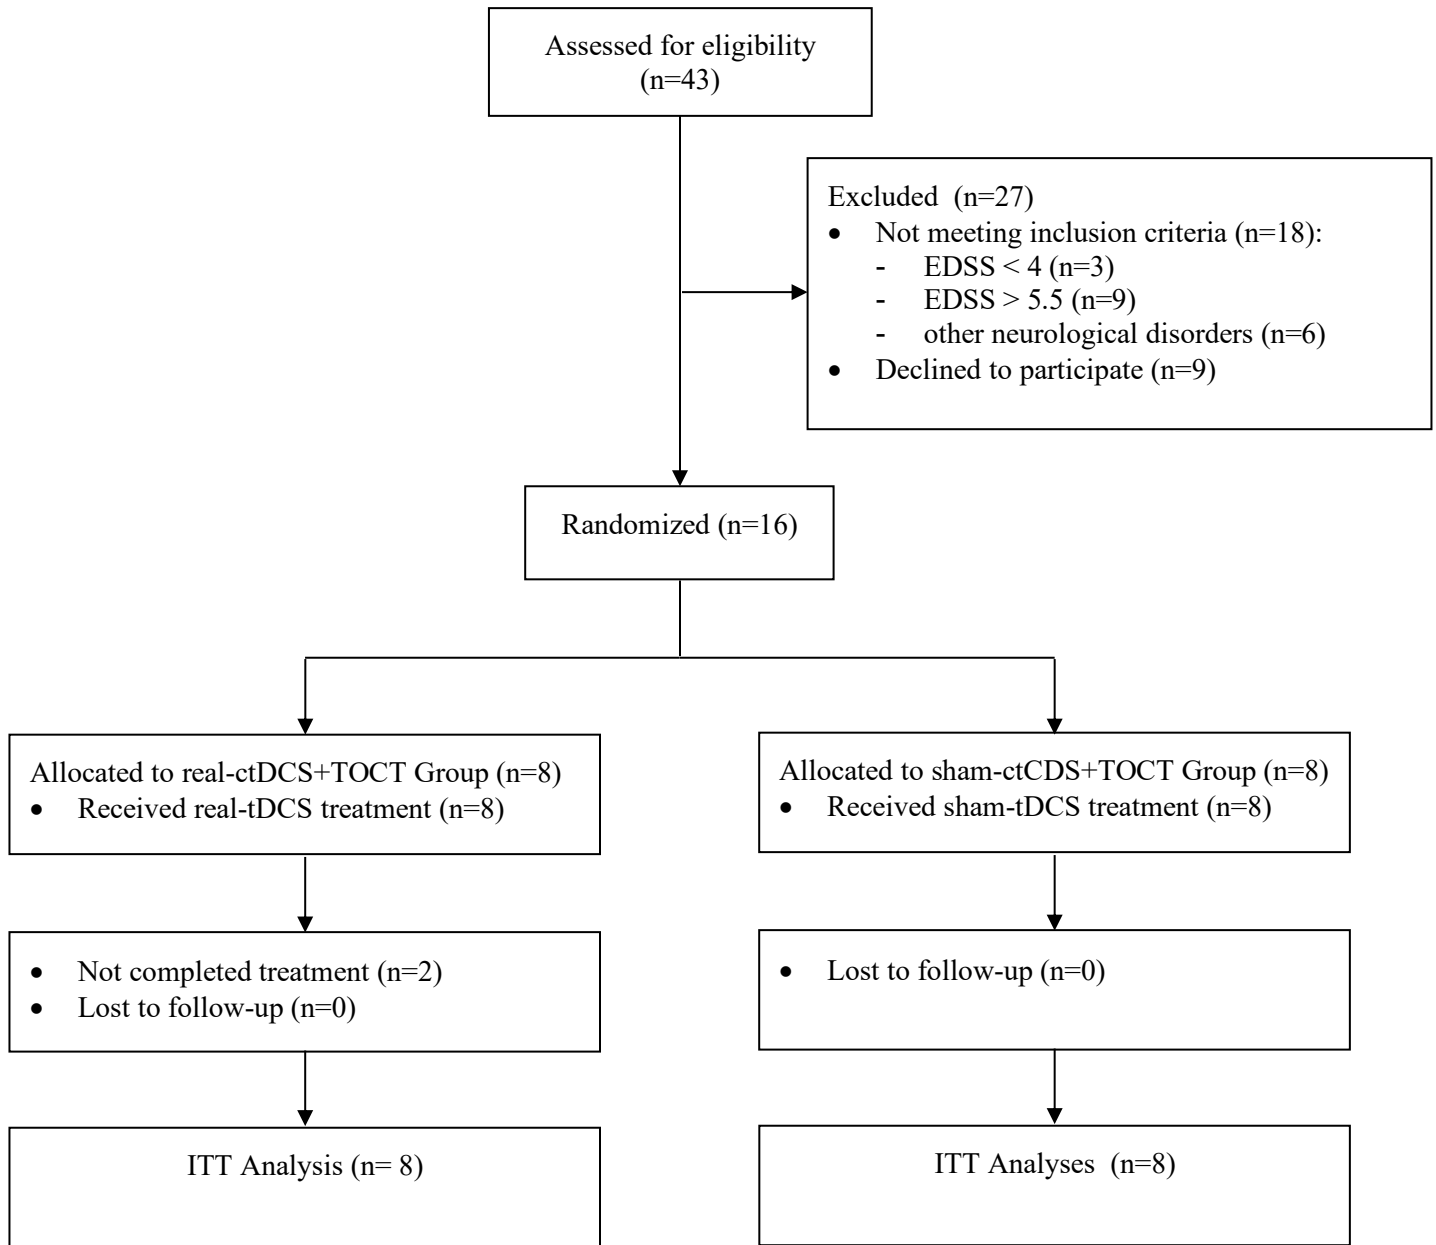 Assessed for eligibility
(n=43)
Excluded  (n=27)
• Not meeting inclusion criteria (n=18):
- EDSS < 4 (n=3)
- EDSS > 5.5 (n=9)
- other neurological disorders (n=6)
• Declined to participate (n=9)
Randomized (n=16)
Allocated to real-ctDCS+TOCT Group (n=8)
• Received real-tDCS treatment (n=8)
Allocated to sham-ctCDS+TOCT Group (n=8)
• Received sham-tDCS treatment (n=8)
• Not completed treatment (n=2)
• Lost to follow-up (n=0)
• Lost to follow-up (n=0)
ITT Analysis (n= 8)
ITT Analyses  (n=8)